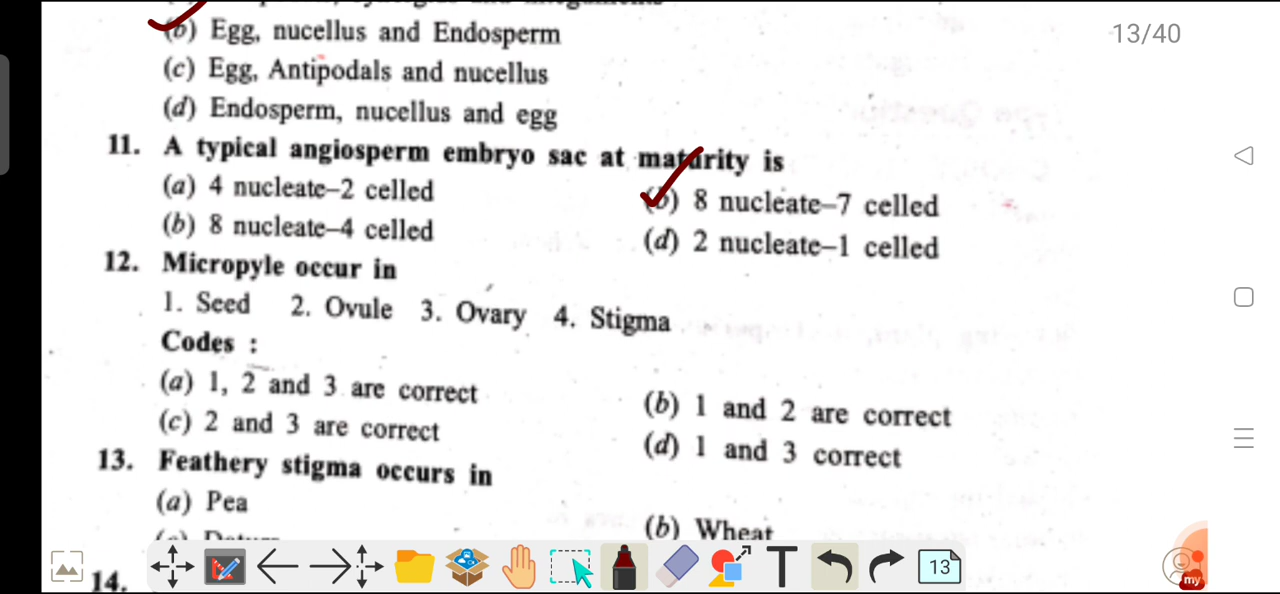 13/40
(b) Egg, nucellus and Endosperm
(c) Egg, Antipodals and nucellus
(d) Endosperm, nucellus and egg
11. A typical angiosperm embryo sac at maturity is
(a) 4 nucleate–2 celled
(b) 8 nucleate–7 celled
(b) 8 nucleate–4 celled
(d) 2 nucleate–1 celled
12. Micropyle occur in
1. Seed 2. Ovule 3. Ovary 4. Stigma
Codes :
(a) 1, 2 and 3 are correct
(b) 1 and 2 are correct
(c) 2 and 3 are correct
(d) 1 and 3 correct
13. Feathery stigma occurs in
(a) Pea
(b) Wheat
14.
T
13
my